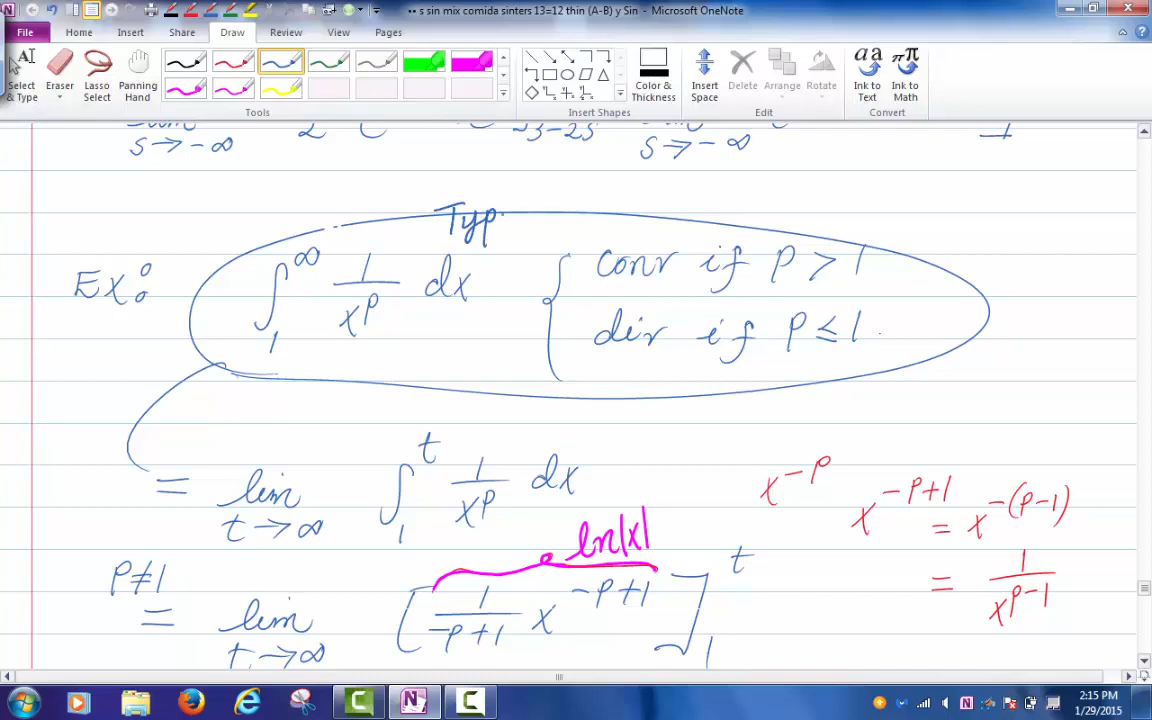 •• s sin mix comida sinters 13=12 thin (A-B) y Sin - Microsoft OneNote
File Home Insert Draw Review View Pages
Select & Type Eraser Lasso Select Panning Hand Color & Thickness Insert Space Delete Arrange Rotate Ink to Text Ink to Math
Tools Insert Shapes Edit Convert
s → -∞ s → -∞
Typ
Ex: ∫₁^∞ 1/x^p dx { conv if p > 1
div if p ≤ 1.
= lim t→∞ ∫₁^t 1/x^p dx
x^(-p) x^(-p+1) = x^(-(p-1))
= 1/x^(p-1)
ln|x|
p≠1
= lim t→∞ [1/(-p+1) x^(-p+1)]₁^t
2:15 PM
1/29/2015